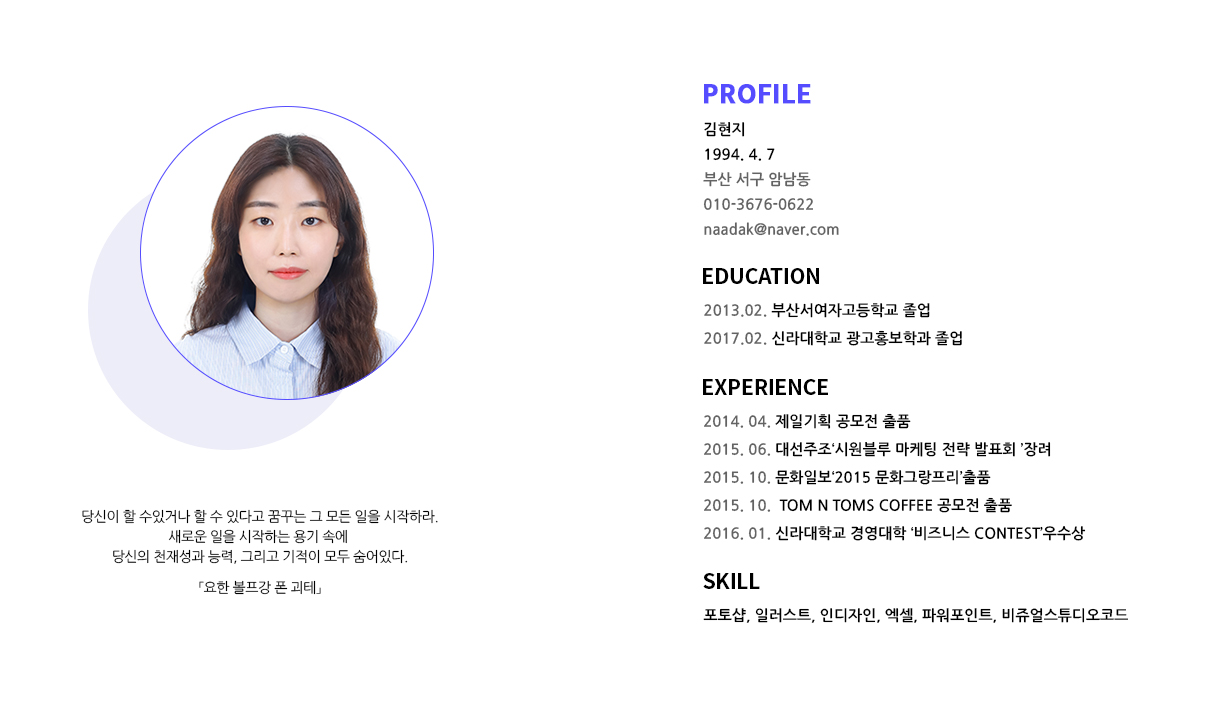 PROFILE
김현지
1994. 4. 7
부산 서구 암남동
010-3676-0622
naadak@naver.com
EDUCATION
2013.02. 부산서여자고등학교 졸업
2017.02. 신라대학교 광고홍보학과 졸업
EXPERIENCE
2014. 04. 제일기획 공모전 출품
2015. 06. 대선주조‘시원블루 마케팅 전략 발표회 ’장려
2015. 10. 문화일보‘2015 문화그랑프리’출품
2015. 10. TOM N TOMS COFFEE 공모전 출품
2016. 01. 신라대학교 경영대학 ‘비즈니스 CONTEST’우수상
SKILL
포토샵, 일러스트, 인디자인, 엑셀, 파워포인트, 비쥬얼스튜디오코드
당신이 할 수있거나 할 수 있다고 꿈꾸는 그 모든 일을 시작하라.
새로운 일을 시작하는 용기 속에
당신의 천재성과 능력, 그리고 기적이 모두 숨어있다.
「요한 볼프강 폰 괴테」